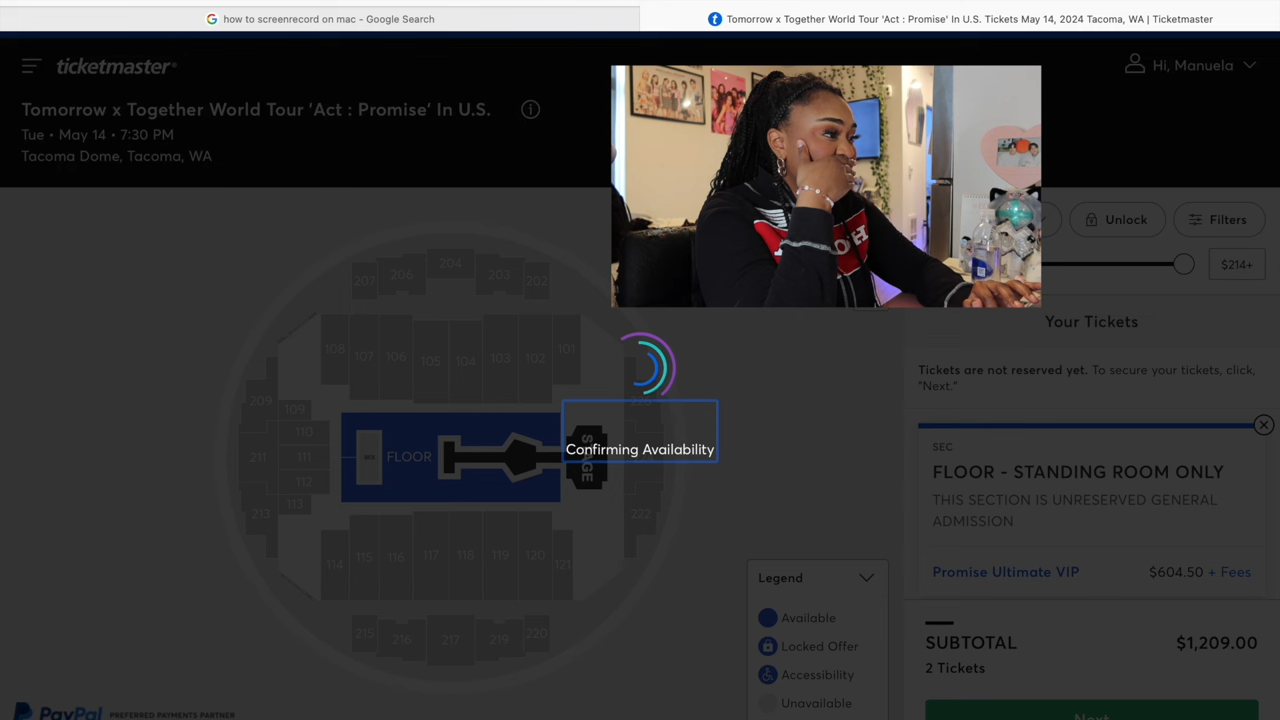 how to screenrecord on mac - Google Search
Tomorrow x Together World Tour 'Act : Promise' In U.S. Tickets May 14, 2024 Tacoma, WA | Ticketmaster
ticketmaster®
Hi, Manuela
Tomorrow x Together World Tour 'Act : Promise' In U.S.
Tue • May 14 • 7:30 PM
Tacoma Dome, Tacoma, WA
Unlock
Filters
$214+
207 206 204 203 202
108 107 106 105 104 103 102 101
209 109
110
211 111
112
213 113
226
222
MIX
FLOOR
STAGE
114 115 116 117 118 119 120 121
215 216 217 219 220
Confirming Availability
Your Tickets
Tickets are not reserved yet. To secure your tickets, click,
"Next."
SEC
FLOOR - STANDING ROOM ONLY
THIS SECTION IS UNRESERVED GENERAL
ADMISSION
Promise Ultimate VIP $604.50 + Fees
Legend
Available
Locked Offer
Accessibility
Unavailable
SUBTOTAL $1,209.00
2 Tickets
Next
PayPal PREFERRED PAYMENTS PARTNER